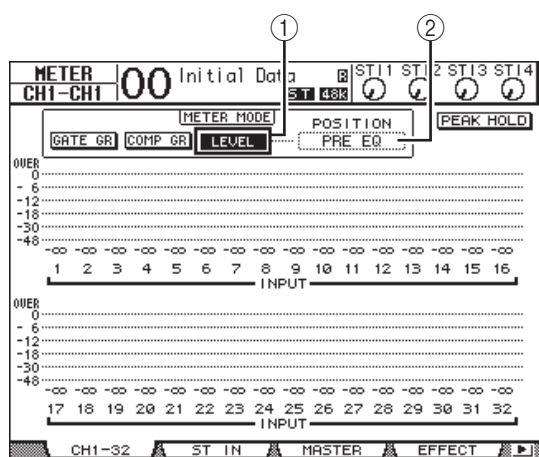 ① ②
METER
CH1-CH1
00 Initial Data
ST 48K
STI1 STI2 STI3 STI4
METER MODE
POSITION
PEAK HOLD
GATE GR COMP GR LEVEL PRE EQ
OVER
0
- 6
-12
-18
-30
-48
-∞ -∞ -∞ -∞ -∞ -∞ -∞ -∞ -∞ -∞ -∞ -∞ -∞ -∞ -∞ -∞
1 2 3 4 5 6 7 8 9 10 11 12 13 14 15 16
INPUT
OVER
0
- 6
-12
-18
-30
-48
-∞ -∞ -∞ -∞ -∞ -∞ -∞ -∞ -∞ -∞ -∞ -∞ -∞ -∞ -∞ -∞
17 18 19 20 21 22 23 24 25 26 27 28 29 30 31 32
INPUT
CH1-32 ST IN MASTER EFFECT